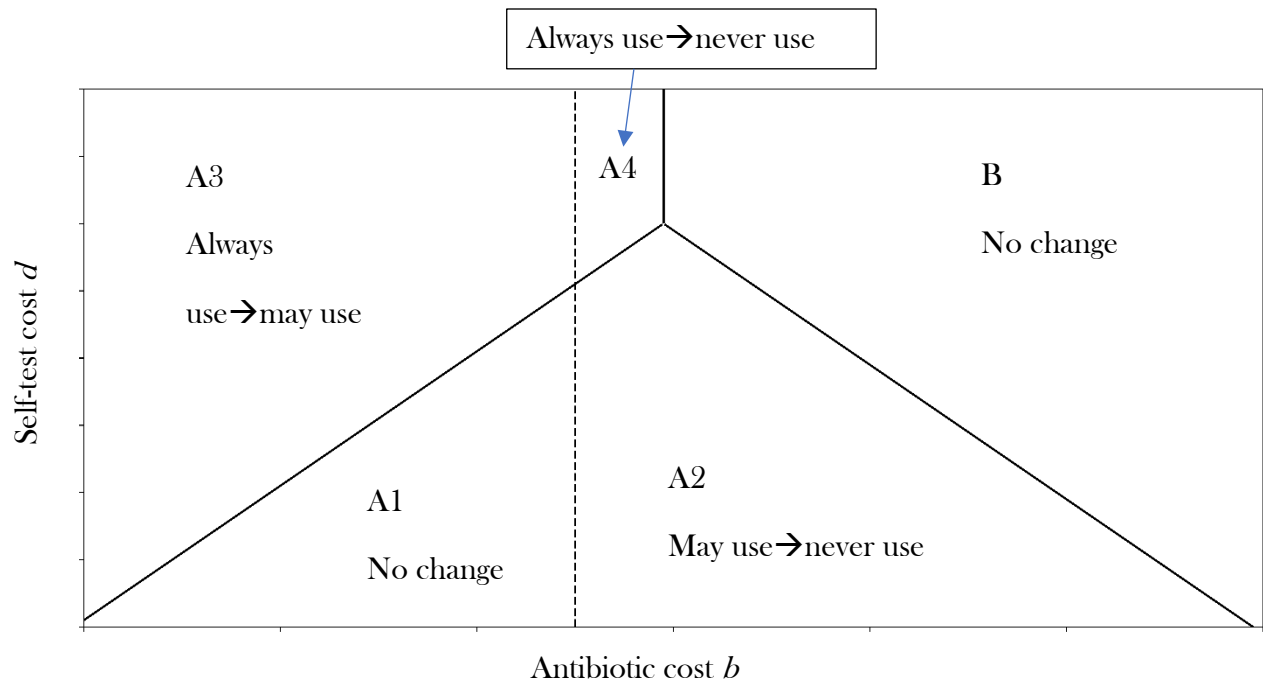 Always use→never use
A3
Always
use→may use
A4
B
No change
A1
No change
A2
May use→never use
Self-test cost d
Antibiotic cost b